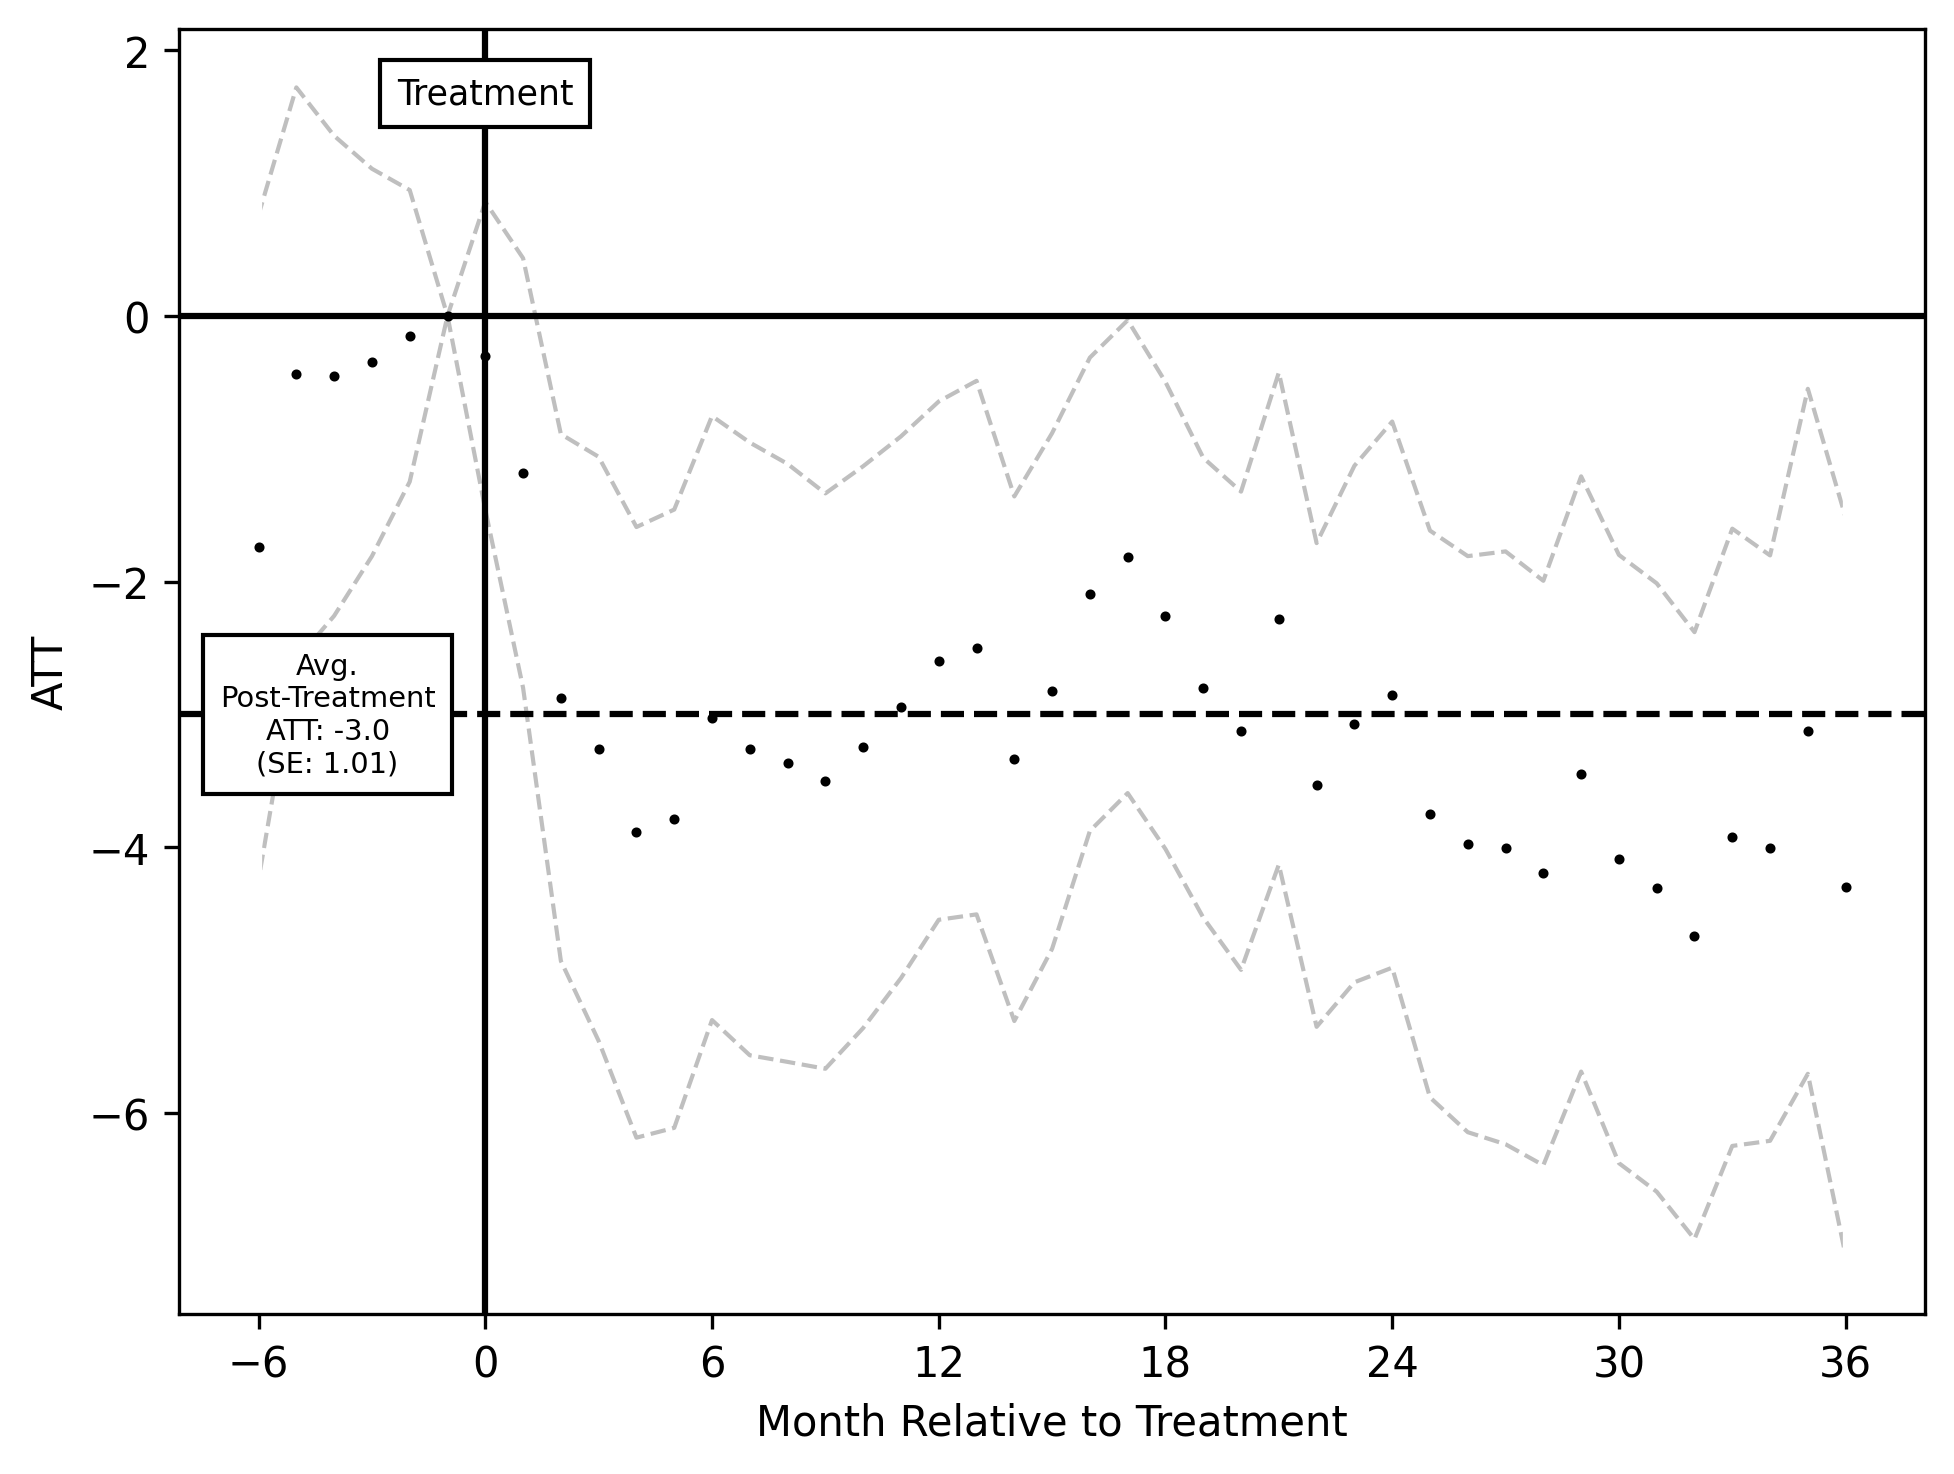 2
0
−2
−4
−6
ATT
Treatment
Avg.
Post-Treatment
ATT: -3.0
(SE: 1.01)
−6 0 6 12 18 24 30 36
Month Relative to Treatment